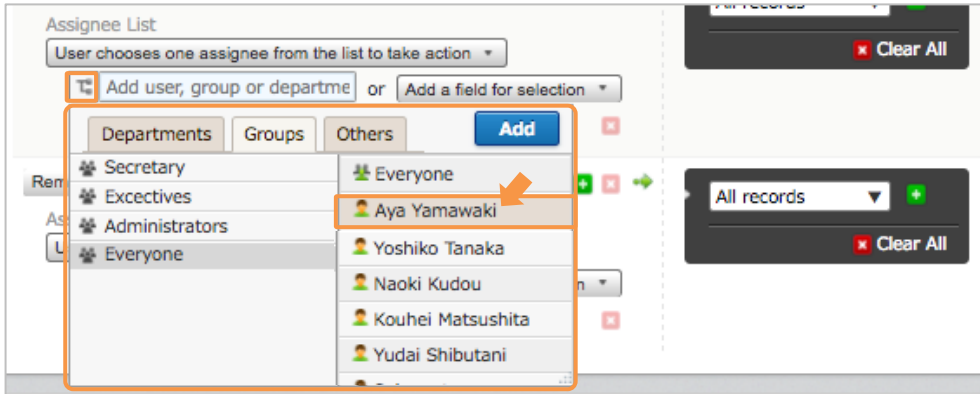 All records
Assignee List
Clear All
User chooses one assignee from the list to take action
Add user, group or departme or Add a field for selection
Departments Groups Others Add
Secretary
Excectives
Administrators
Everyone
Everyone
Aya Yamawaki
Yoshiko Tanaka
Naoki Kudou
Kouhei Matsushita
Yudai Shibutani
Rem
As
U
n
All records
Clear All